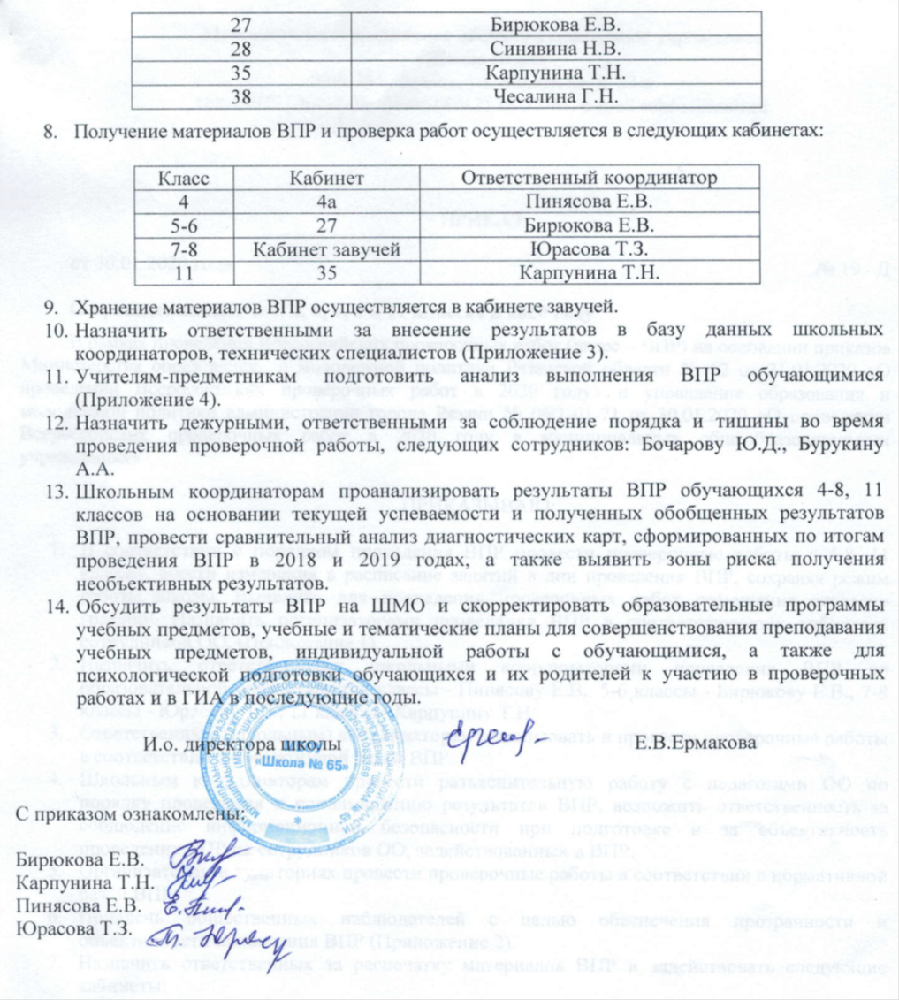 27 Бирюкова Е.В.
28 Синявина Н.В.
35 Карпунина Т.Н.
38 Чесалина Г.Н.
8. Получение материалов ВПР и проверка работ осуществляется в следующих кабинетах:
Класс Кабинет Ответственный координатор
4 4а Пинясова Е.В.
5-6 27 Бирюкова Е.В.
7-8 Кабинет завучей Юрасова Т.З.
11 35 Карпунина Т.Н.
9. Хранение материалов ВПР осуществляется в кабинете завучей.
10. Назначить ответственными за внесение результатов в базу данных школьных
координаторов, технических специалистов (Приложение 3).
11. Учителям-предметникам подготовить анализ выполнения ВПР обучающимися
(Приложение 4).
12. Назначить дежурными, ответственными за соблюдение порядка и тишины во время
проведения проверочной работы, следующих сотрудников: Бочарову Ю.Д., Бурукину
А.А.
13. Школьным координаторам проанализировать результаты ВПР обучающихся 4-8, 11
классов на основании текущей успеваемости и полученных обобщенных результатов
ВПР, провести сравнительный анализ диагностических карт, сформированных по итогам
проведения ВПР в 2018 и 2019 годах, а также выявить зоны риска получения
необъективных результатов.
14. Обсудить результаты ВПР на ШМО и скорректировать образовательные программы
учебных предметов, учебные и тематические планы для совершенствования преподавания
учебных предметов, индивидуальной работы с обучающимися, а также для
психологической подготовки обучающихся и их родителей к участию в проверочных
работах и в ГИА в последующие годы.
И.о. директора школы Е.В.Ермакова
МБОУ
«Школа № 65»
С приказом ознакомлены:
Бирюкова Е.В.
Карпунина Т.Н.
Пинясова Е.В.
Юрасова Т.З.